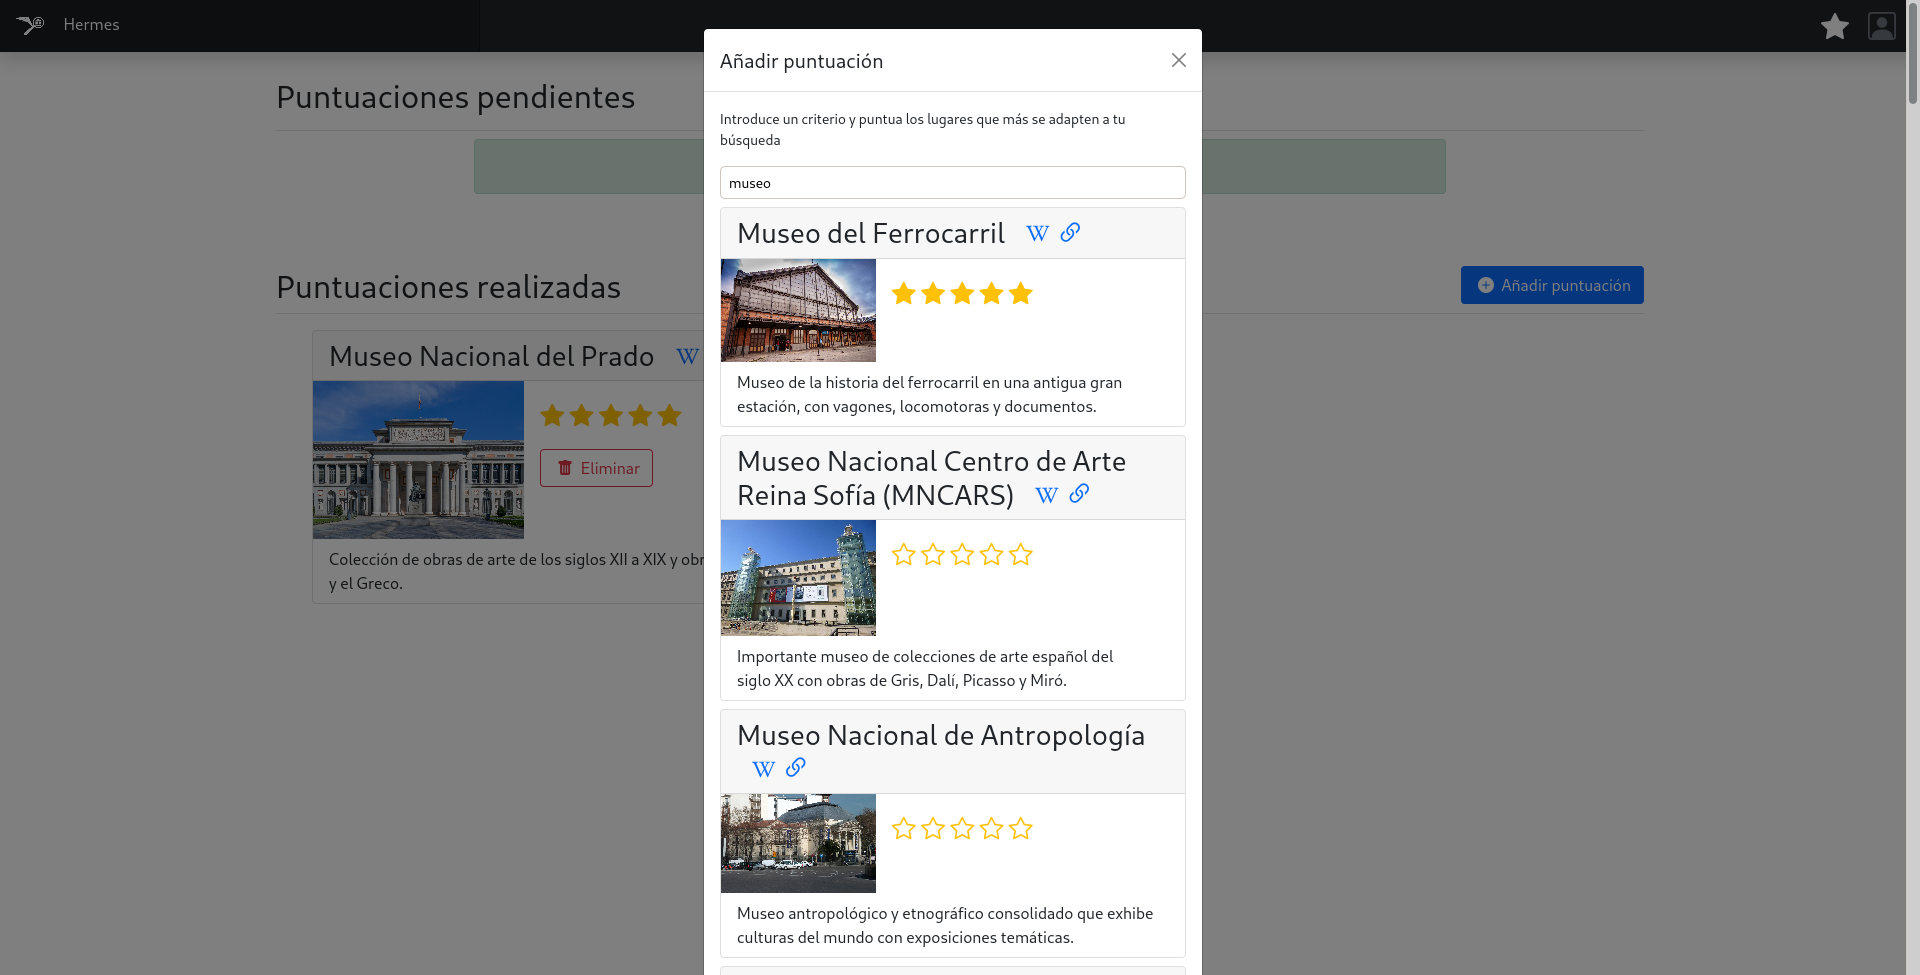 Hermes
Puntuaciones pendientes
Puntuaciones realizadas
Añadir puntuación
Museo Nacional del Prado W
Eliminar
Colección de obras de arte de los siglos XII a XIX y
y el Greco.
Añadir puntuación
Introduce un criterio y puntua los lugares que más se adapten a tu
búsqueda
museo
Museo del Ferrocarril W
Museo de la historia del ferrocarril en una antigua gran
estación, con vagones, locomotoras y documentos.
Museo Nacional Centro de Arte
Reina Sofía (MNCARS) W
Importante museo de colecciones de arte español del
siglo XX con obras de Gris, Dalí, Picasso y Miró.
Museo Nacional de Antropología
W
Museo antropológico y etnográfico consolidado que exhibe
culturas del mundo con exposiciones temáticas.